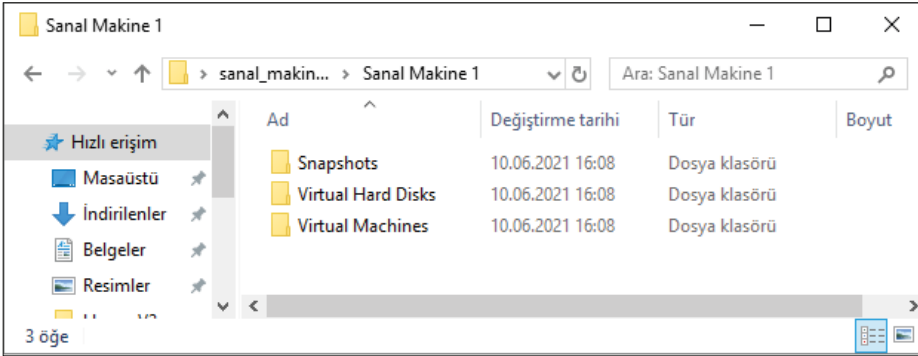 Sanal Makine 1
sanal_makin... > Sanal Makine 1
Ara: Sanal Makine 1
Ad Değiştirme tarihi Tür Boyut
Hızlı erişim
Masaüstü
İndirilenler
Belgeler
Resimler
Snapshots 10.06.2021 16:08 Dosya klasörü
Virtual Hard Disks 10.06.2021 16:08 Dosya klasörü
Virtual Machines 10.06.2021 16:08 Dosya klasörü
3 öğe